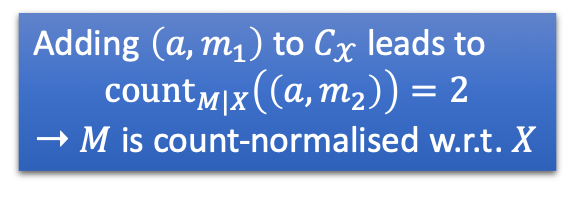 Adding (𝑎, 𝑚₁) to 𝐶_𝑋 leads to
count_{𝑀|𝑋}((𝑎, 𝑚₂)) = 2
→ 𝑀 is count-normalised w.r.t. 𝑋